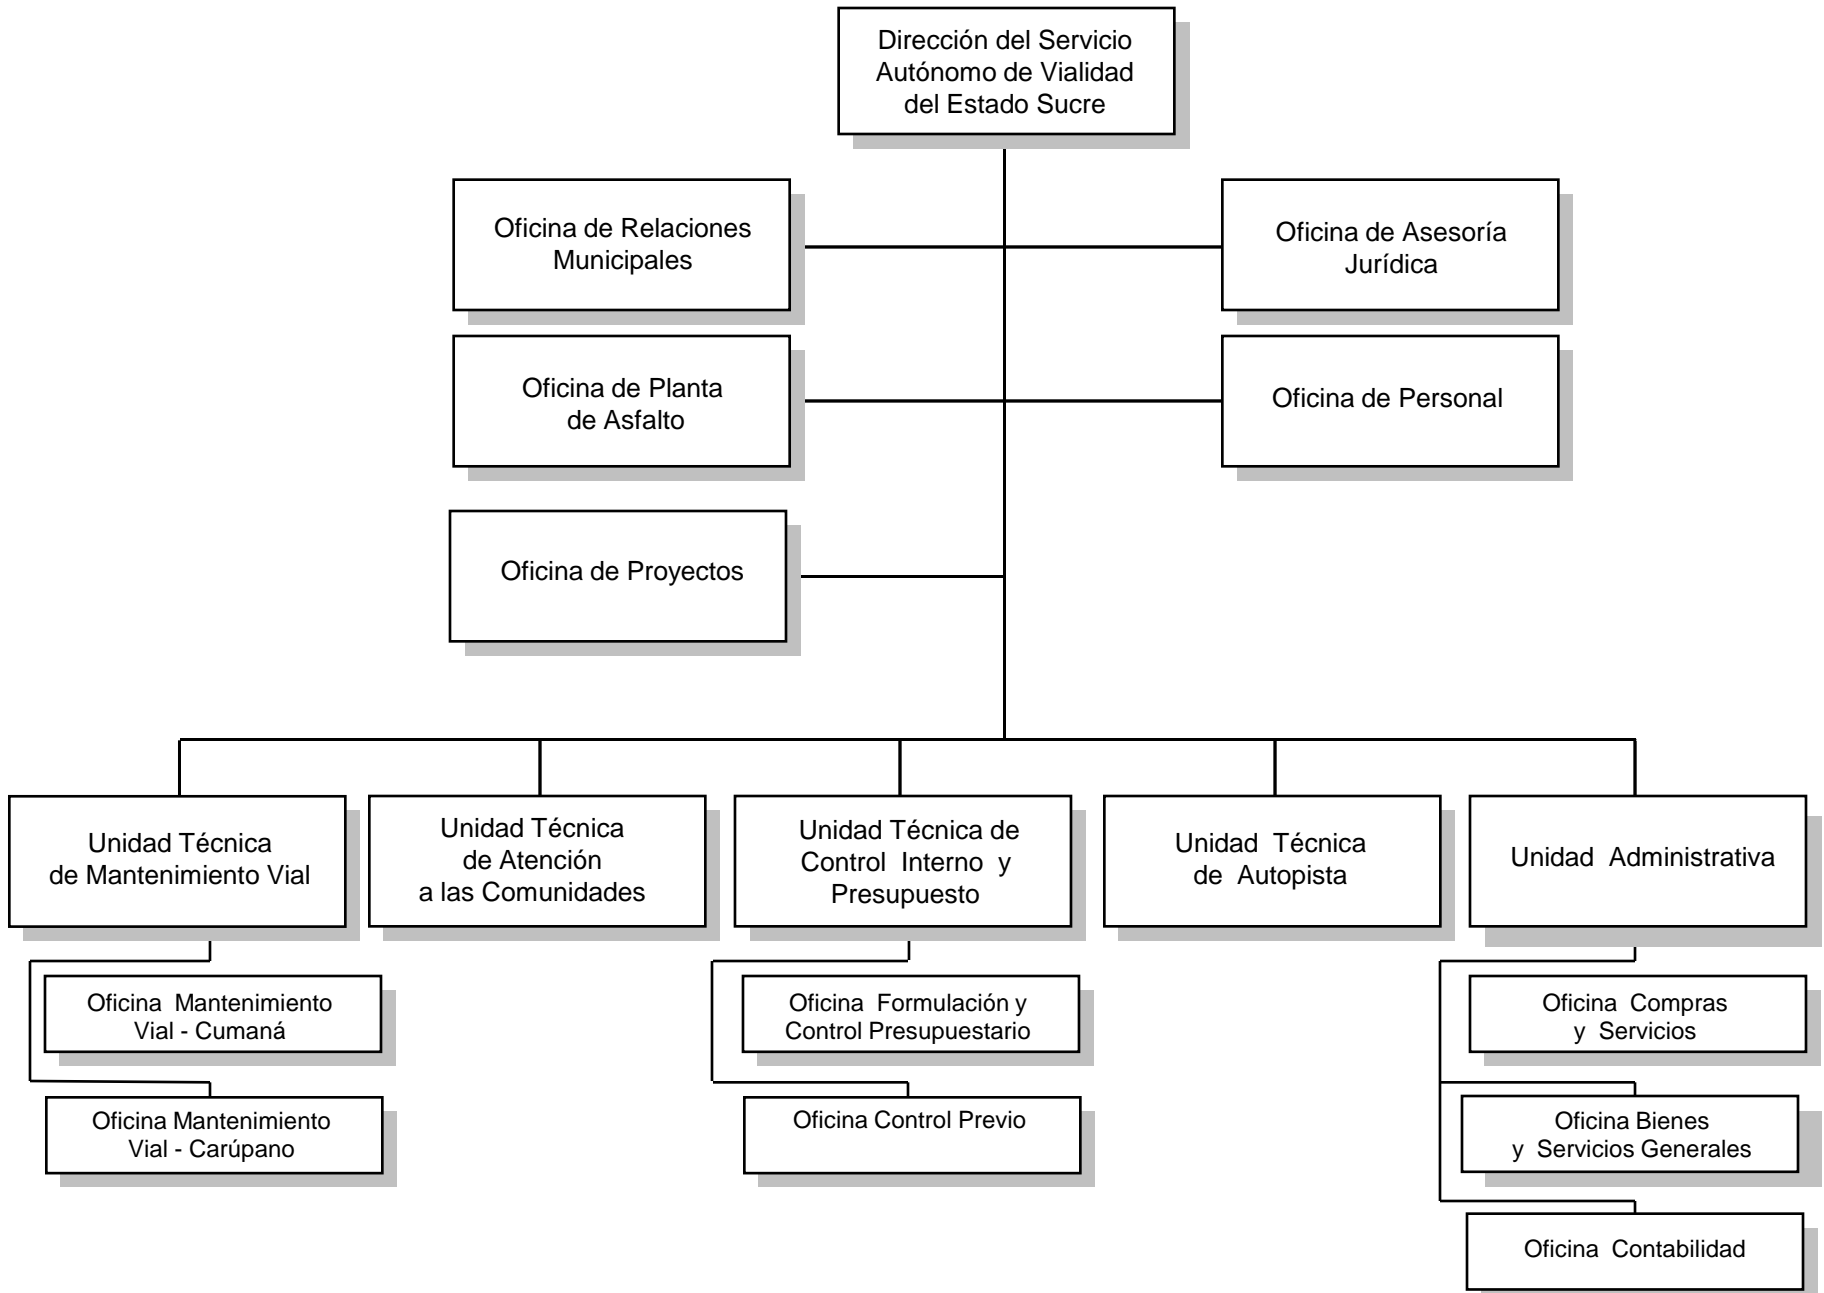 Dirección del Servicio
Autónomo de Vialidad
del Estado Sucre
Oficina de Relaciones
Municipales
Oficina de Asesoría
Jurídica
Oficina de Planta
de Asfalto
Oficina de Personal
Oficina de Proyectos
Unidad Técnica
de Mantenimiento Vial
Unidad Técnica
de Atención
a las Comunidades
Unidad Técnica de
Control Interno y
Presupuesto
Unidad Técnica
de Autopista
Unidad Administrativa
Oficina Mantenimiento
Vial - Cumaná
Oficina Formulación y
Control Presupuestario
Oficina Compras
y Servicios
Oficina Mantenimiento
Vial - Carúpano
Oficina Control Previo
Oficina Bienes
y Servicios Generales
Oficina Contabilidad